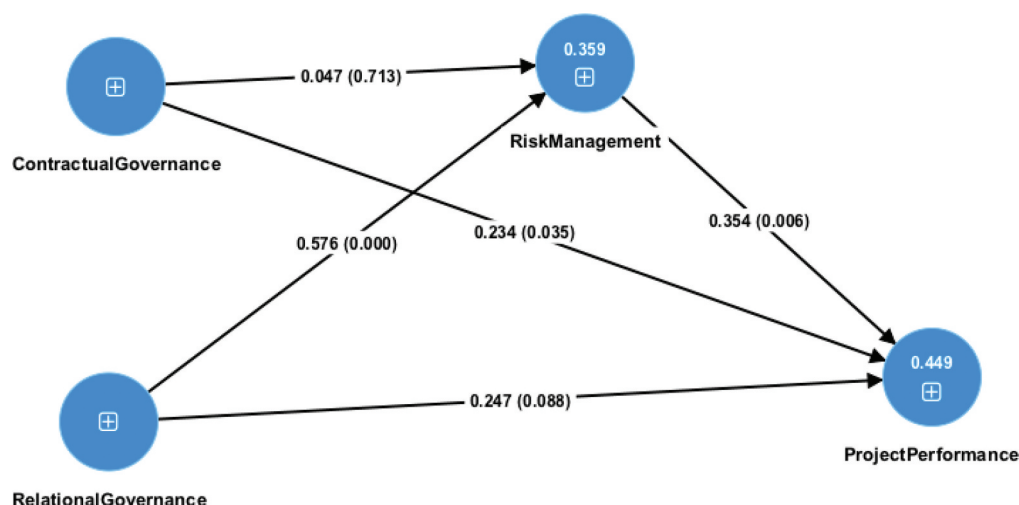 0.359
0.047 (0.713)
RiskManagement
ContractualGovernance
0.354 (0.006)
0.234 (0.035)
0.576 (0.000)
0.449
0.247 (0.088)
ProjectPerformance
RelationalGovernance